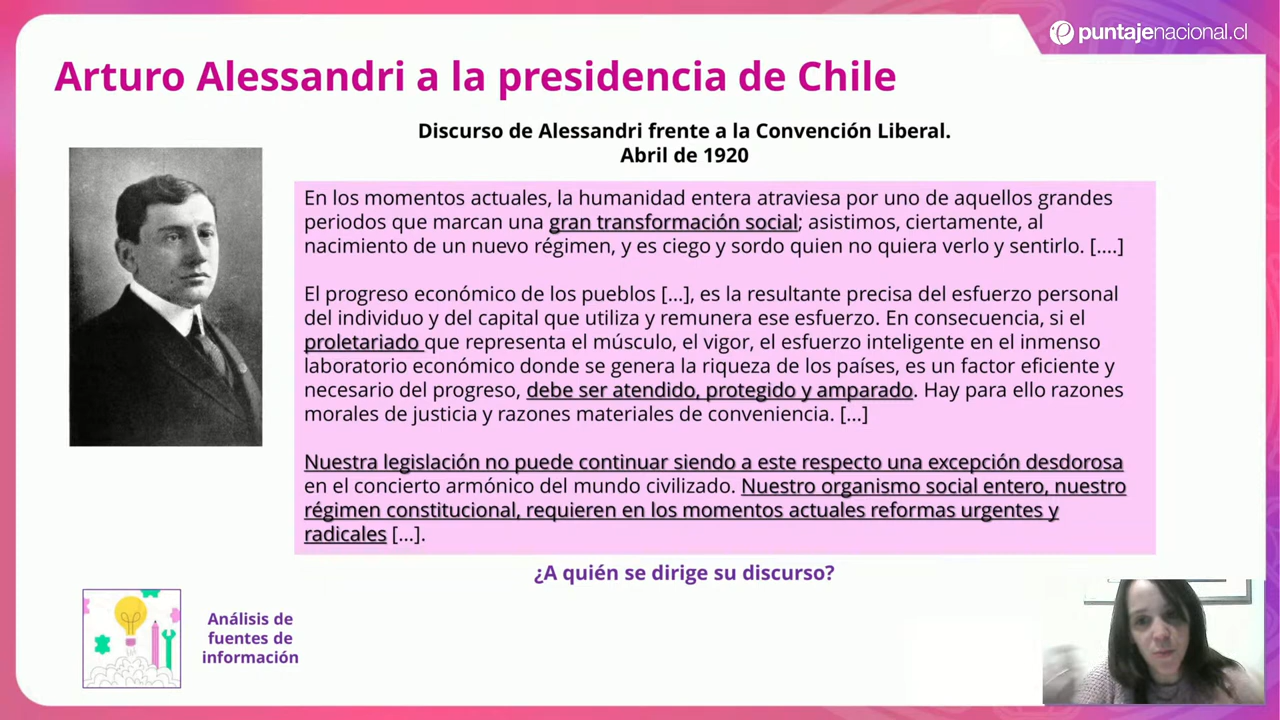 puntajenacional.cl
Arturo Alessandri a la presidencia de Chile
Discurso de Alessandri frente a la Convención Liberal.
Abril de 1920
En los momentos actuales, la humanidad entera atraviesa por uno de aquellos grandes
periodos que marcan una gran transformación social; asistimos, ciertamente, al
nacimiento de un nuevo régimen, y es ciego y sordo quien no quiera verlo y sentirlo. [....]
El progreso económico de los pueblos [...], es la resultante precisa del esfuerzo personal
del individuo y del capital que utiliza y remunera ese esfuerzo. En consecuencia, si el
proletariado que representa el músculo, el vigor, el esfuerzo inteligente en el inmenso
laboratorio económico donde se genera la riqueza de los países, es un factor eficiente y
necesario del progreso, debe ser atendido, protegido y amparado. Hay para ello razones
morales de justicia y razones materiales de conveniencia. [...]
Nuestra legislación no puede continuar siendo a este respecto una excepción desdorosa
en el concierto armónico del mundo civilizado. Nuestro organismo social entero, nuestro
régimen constitucional, requieren en los momentos actuales reformas urgentes y
radicales [...].
¿A quién se dirige su discurso?
Análisis de
fuentes de
información